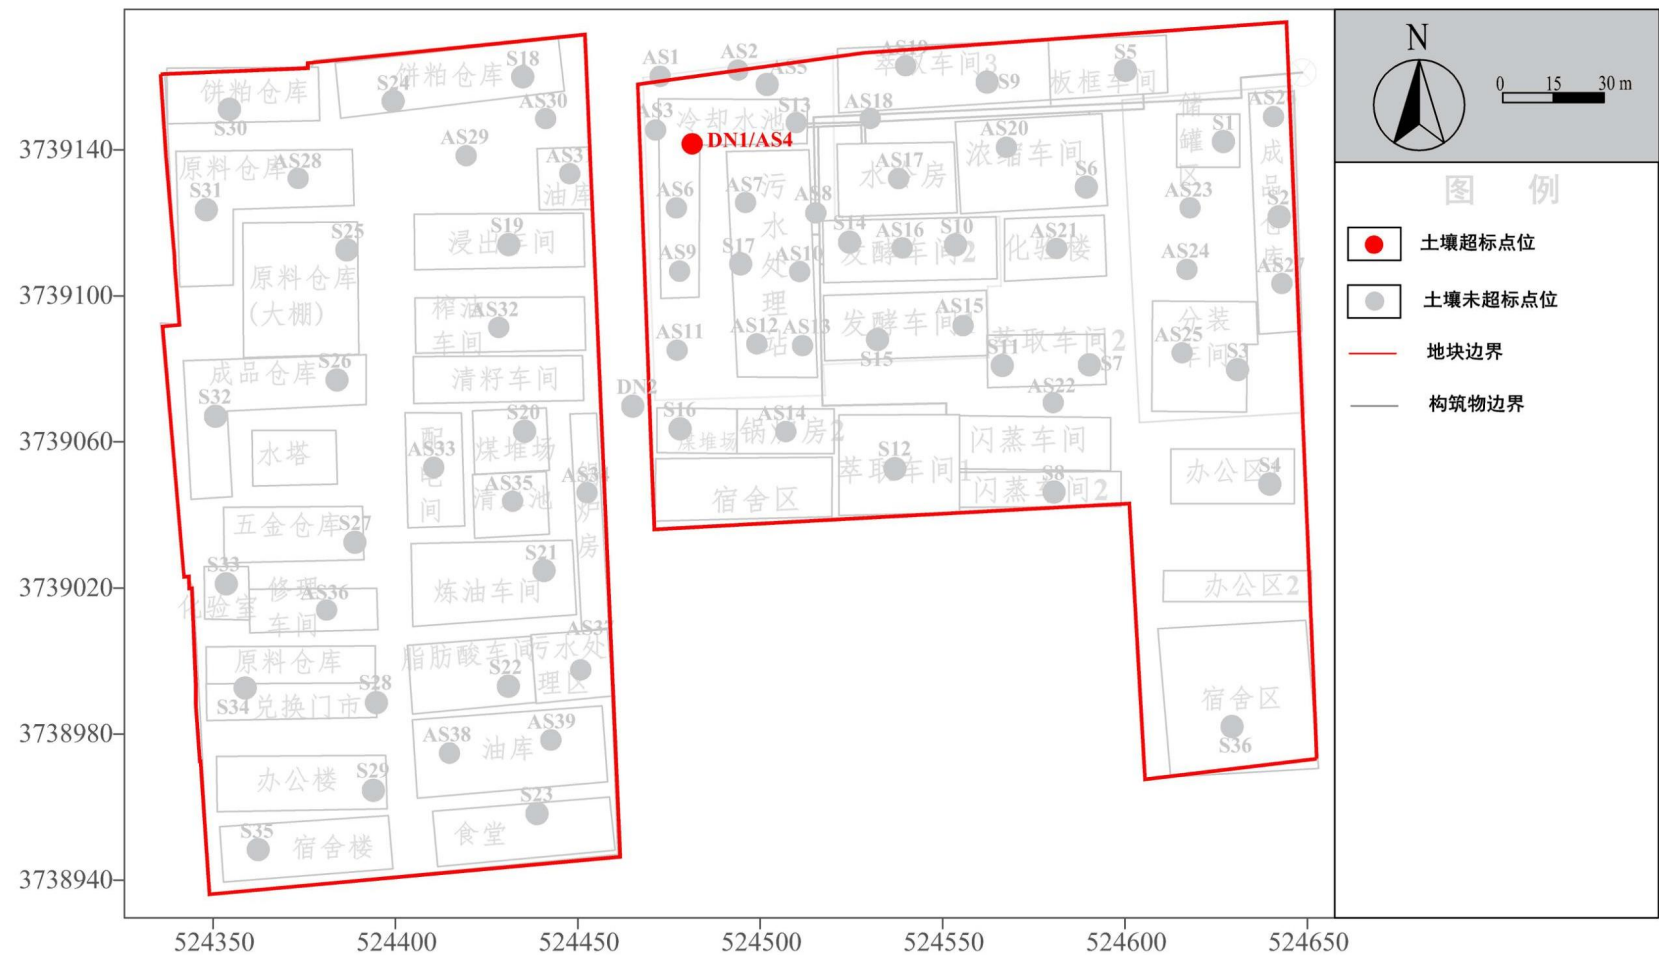 N
0 15 30 m
图 例
土壤超标点位
土壤未超标点位
地块边界
构筑物边界
3739140
3739100
3739060
3739020
3738980
3738940
524350
524400
524450
524500
524550
524600
524650
饼粕仓库
S30
饼粕仓库
S24
S18
AS30
AS29
原料仓库
AS28
S31
油库
S25
原料仓库
(大棚)
S19
浸出车间
榨油
车间
AS32
成品仓库
S26
清籽车间
S32
水塔
S20
煤堆场
AS33
间
AS35
五金仓库
S27
S33
化验室
修理
车间
AS36
S21
炼油车间
原料仓库
S34
兑换门市
S28
脂肪酸车间
S22
污水处
理区
AS38
油库
AS39
办公楼
S29
S23
食堂
S35
宿舍楼
AS1
AS2
AS5
AS3
冷却水池
S13
DN1/AS4
AS18
AS19
S9
S5
板框车间
储
罐
区
S1
成
品
仓
库
S2
AS20
浓缩车间
S6
AS17
AS6
AS7
污
水
处
理
站
AS8
AS23
S14
AS16
S10
发酵车间2
AS21
化验楼
AS9
S17
AS10
AS24
AS27
发酵车间
AS15
S15
萃取车间2
S11
S7
AS11
AS12
AS13
分装
车间
AS25
S3
DN2
AS22
S16
煤堆场
AS14
锅炉房2
S12
萃取车间1
闪蒸车间
S8
闪蒸车间2
宿舍区
办公区
S4
办公区2
宿舍区
S36